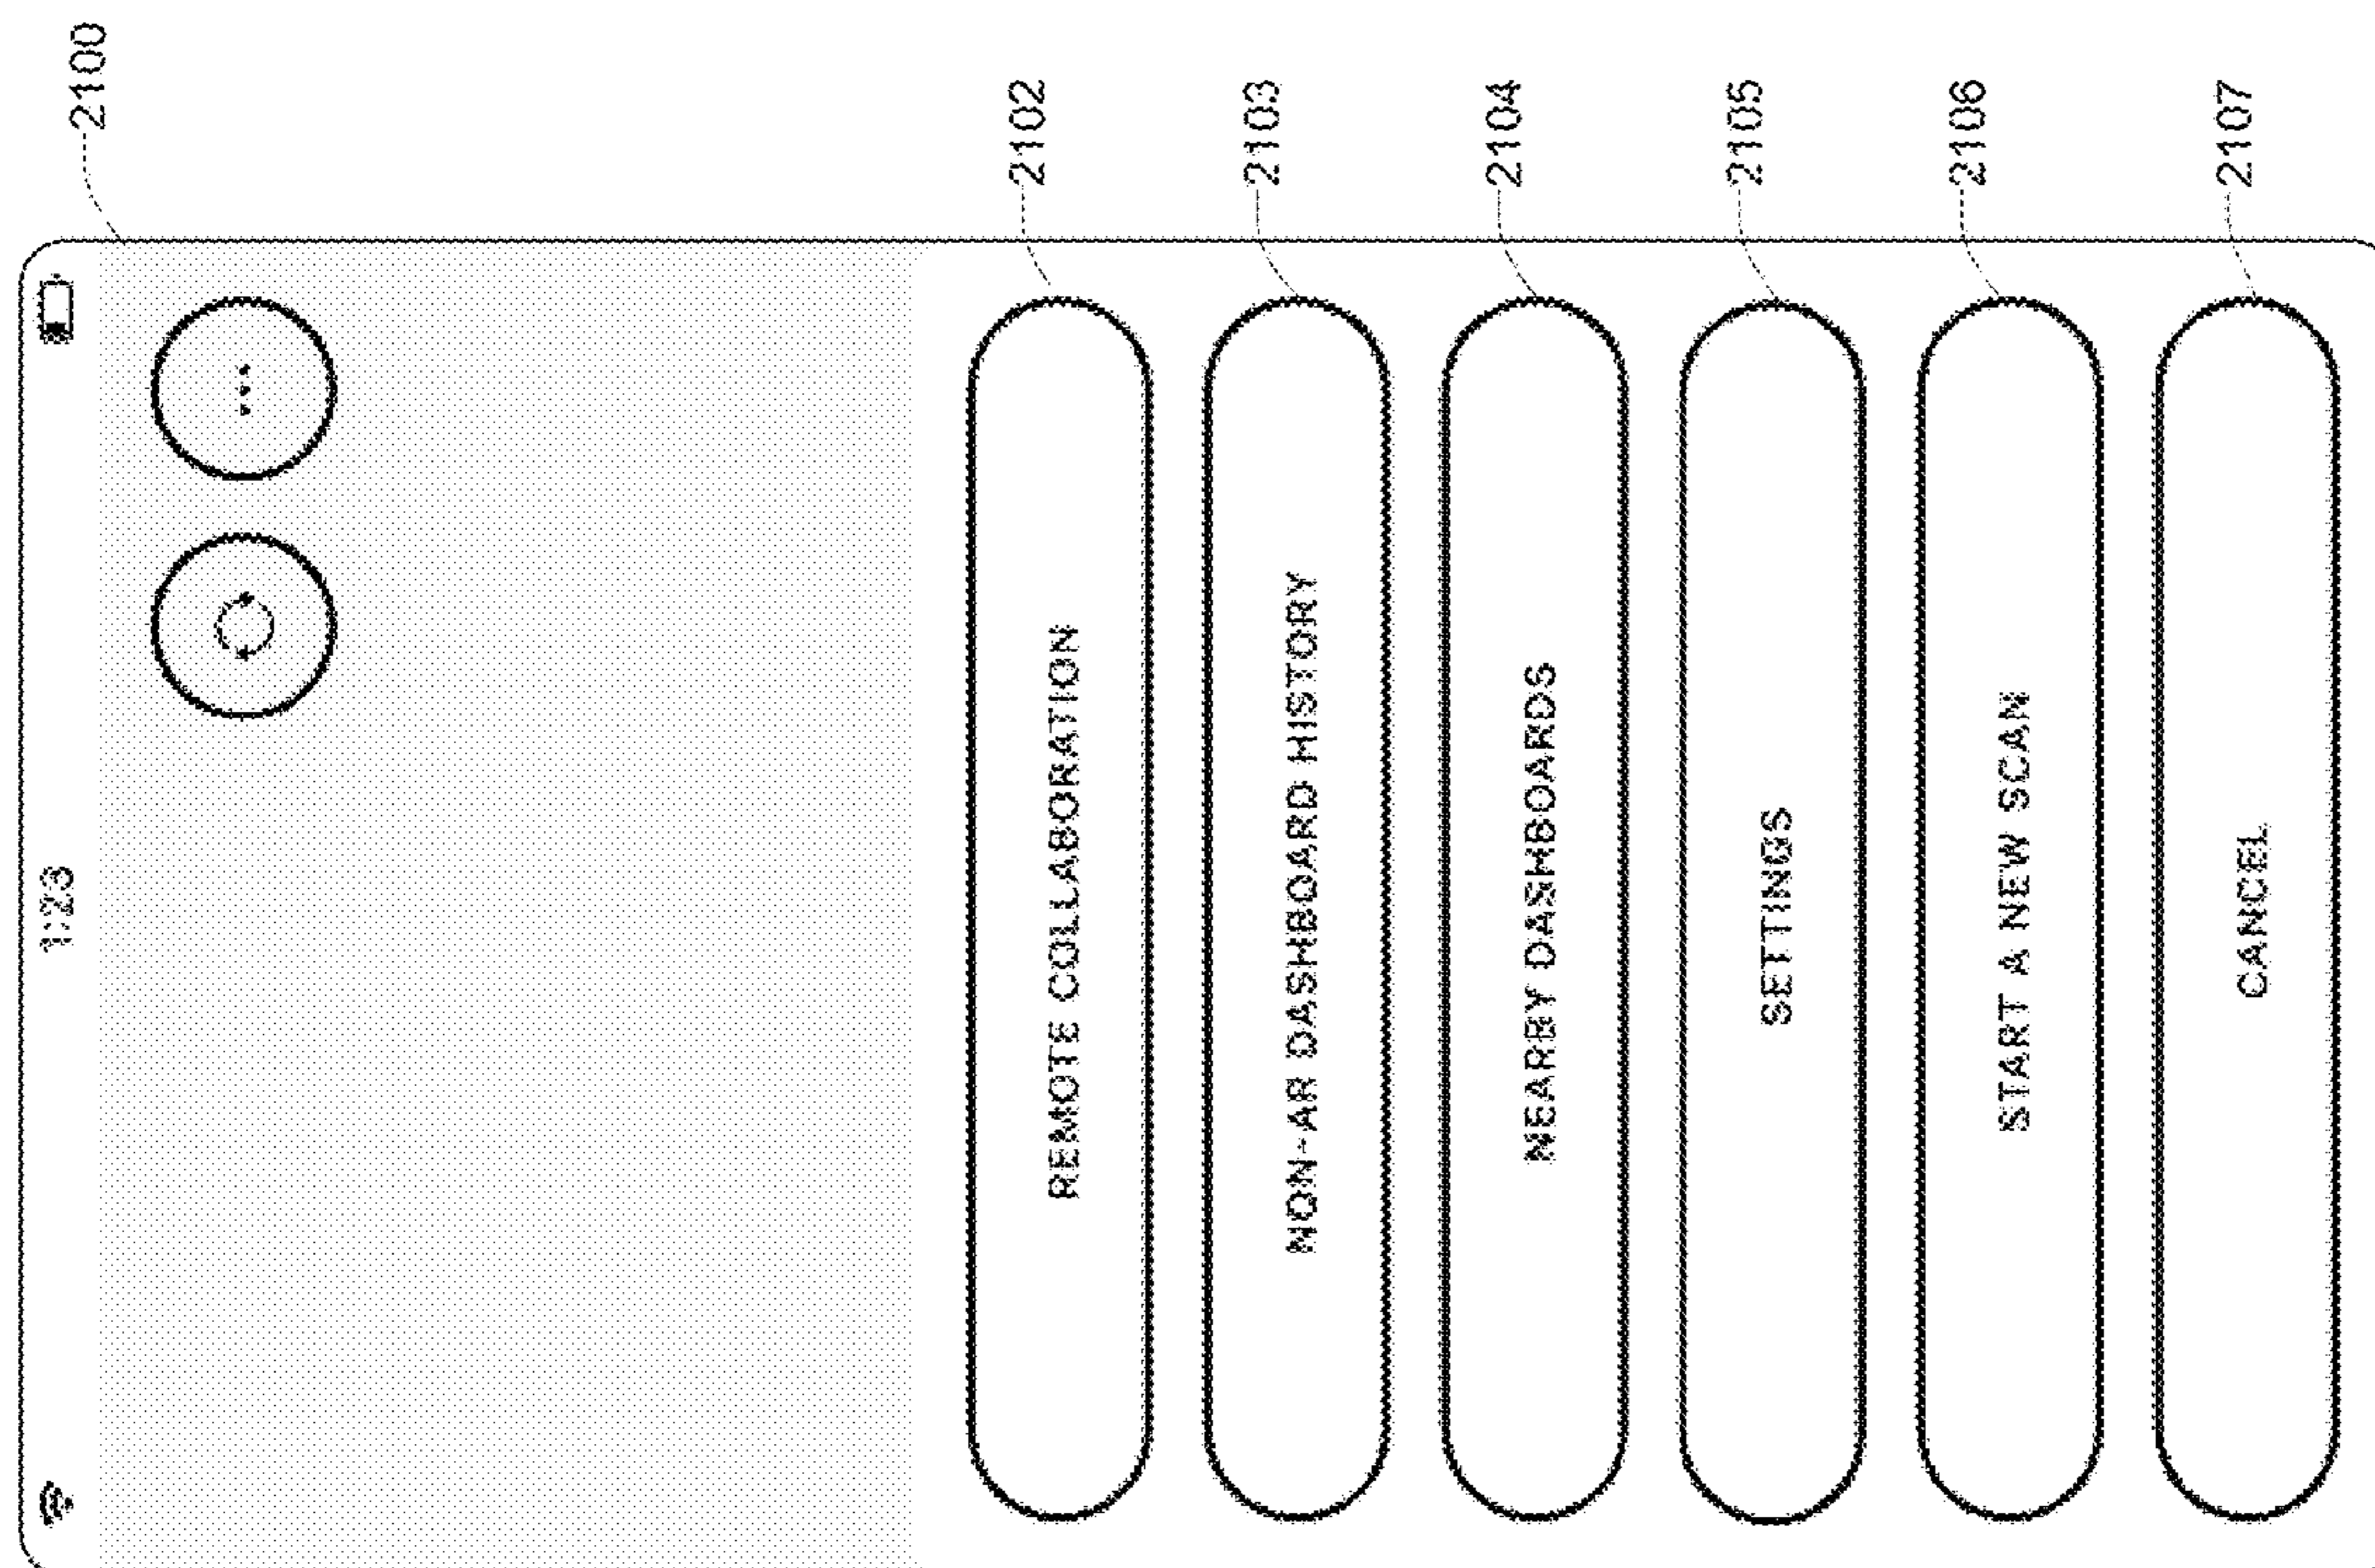 1:23
2100
REMOTE COLLABORATION
2102
NON-AR DASHBOARD HISTORY
2103
NEARBY DASHBOARDS
2104
SETTINGS
2105
START A NEW SCAN
2106
CANCEL
2107